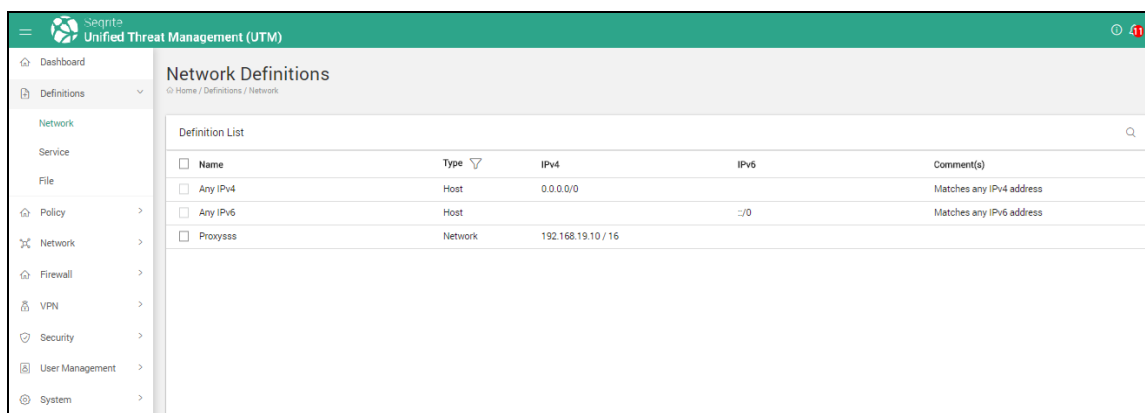 Seqrite
Unified Threat Management (UTM)
11
Dashboard
Definitions
Network
Service
File
Policy
Network
Firewall
VPN
Security
User Management
System
Network Definitions
Home / Definitions / Network
Definition List
Name Type IPv4 IPv6 Comment(s)
Any IPv4 Host 0.0.0.0/0 Matches any IPv4 address
Any IPv6 Host ::/0 Matches any IPv6 address
Proxysss Network 192.168.19.10 / 16